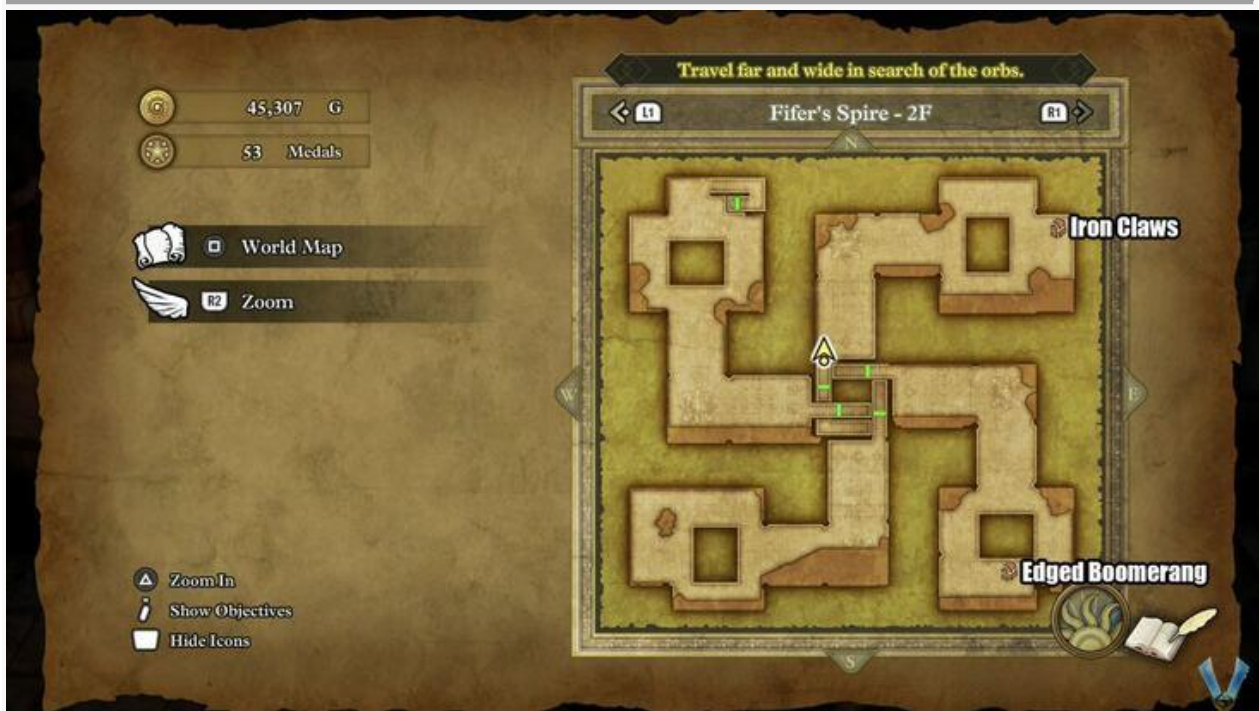 Travel far and wide in search of the orbs.
45,307 G
L1 Fifer's Spire - 2F R1
53 Medals
N
Iron Claws
World Map
R2 Zoom
W
E
Edged Boomerang
Zoom In
Show Objectives
Hide Icons
S